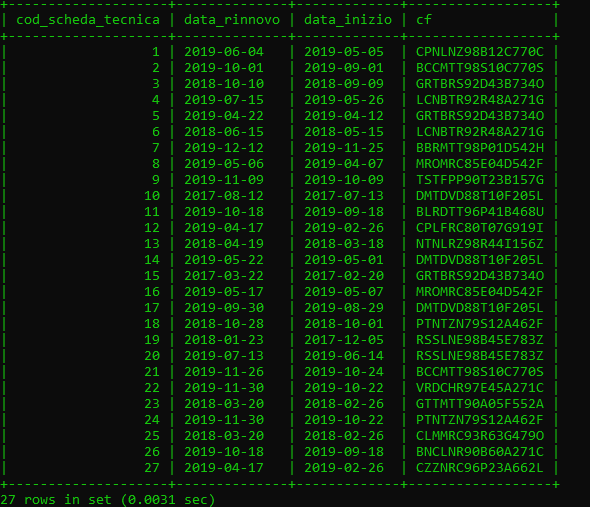 +--------------------+--------------+-------------+------------------+
| cod_scheda_tecnica | data_rinnovo | data_inizio | cf               |
+--------------------+--------------+-------------+------------------+
|                  1 | 2019-06-04   | 2019-05-05  | CPNLNZ98B12C770C |
|                  2 | 2019-10-01   | 2019-09-01  | BCCMTT98S10C770S |
|                  3 | 2018-10-10   | 2018-09-09  | GRTBRS92D43B734O |
|                  4 | 2019-07-15   | 2019-05-26  | LCNBTR92R48A271G |
|                  5 | 2019-04-22   | 2019-04-12  | GRTBRS92D43B734O |
|                  6 | 2018-06-15   | 2018-05-15  | LCNBTR92R48A271G |
|                  7 | 2019-12-12   | 2019-11-25  | BBRMTT98P01D542H |
|                  8 | 2019-05-06   | 2019-04-07  | MROMRC85E04D542F |
|                  9 | 2019-11-09   | 2019-10-09  | TSTFPP90T23B157G |
|                 10 | 2017-08-12   | 2017-07-13  | DMTDVD88T10F205L |
|                 11 | 2019-10-18   | 2019-09-18  | BLRDTT96P41B468U |
|                 12 | 2019-04-17   | 2019-02-26  | CPLFRC80T07G919I |
|                 13 | 2018-04-19   | 2018-03-18  | NTNLRZ98R44I156Z |
|                 14 | 2019-05-22   | 2019-05-01  | DMTDVD88T10F205L |
|                 15 | 2017-03-22   | 2017-02-20  | GRTBRS92D43B734O |
|                 16 | 2019-05-17   | 2019-05-07  | MROMRC85E04D542F |
|                 17 | 2019-09-30   | 2019-08-29  | DMTDVD88T10F205L |
|                 18 | 2018-10-28   | 2018-10-01  | PTNTZN79S12A462F |
|                 19 | 2018-01-23   | 2017-12-05  | RSSLNE98B45E783Z |
|                 20 | 2019-07-13   | 2019-06-14  | RSSLNE98B45E783Z |
|                 21 | 2019-11-26   | 2019-10-24  | BCCMTT98S10C770S |
|                 22 | 2019-11-30   | 2019-10-22  | VRDCHR97E45A271C |
|                 23 | 2018-03-20   | 2018-02-26  | GTTMTT90A05F552A |
|                 24 | 2019-11-30   | 2019-10-22  | PTNTZN79S12A462F |
|                 25 | 2018-03-20   | 2018-02-26  | CLMMRC93R63G479O |
|                 26 | 2019-10-18   | 2019-09-18  | BNCLNR90B60A271C |
|                 27 | 2019-04-17   | 2019-02-26  | CZZNRC96P23A662L |
+--------------------+--------------+-------------+------------------+
27 rows in set (0.0031 sec)